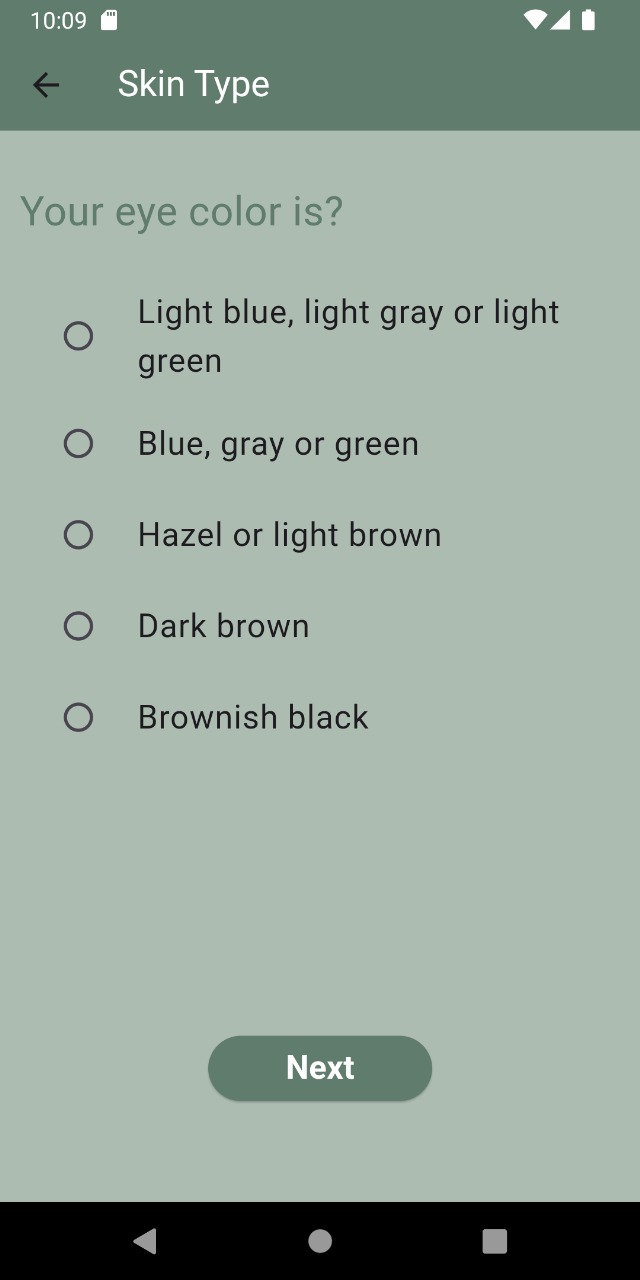 10:09
Skin Type
Your eye color is?
Light blue, light gray or light
green
Blue, gray or green
Hazel or light brown
Dark brown
Brownish black
Next